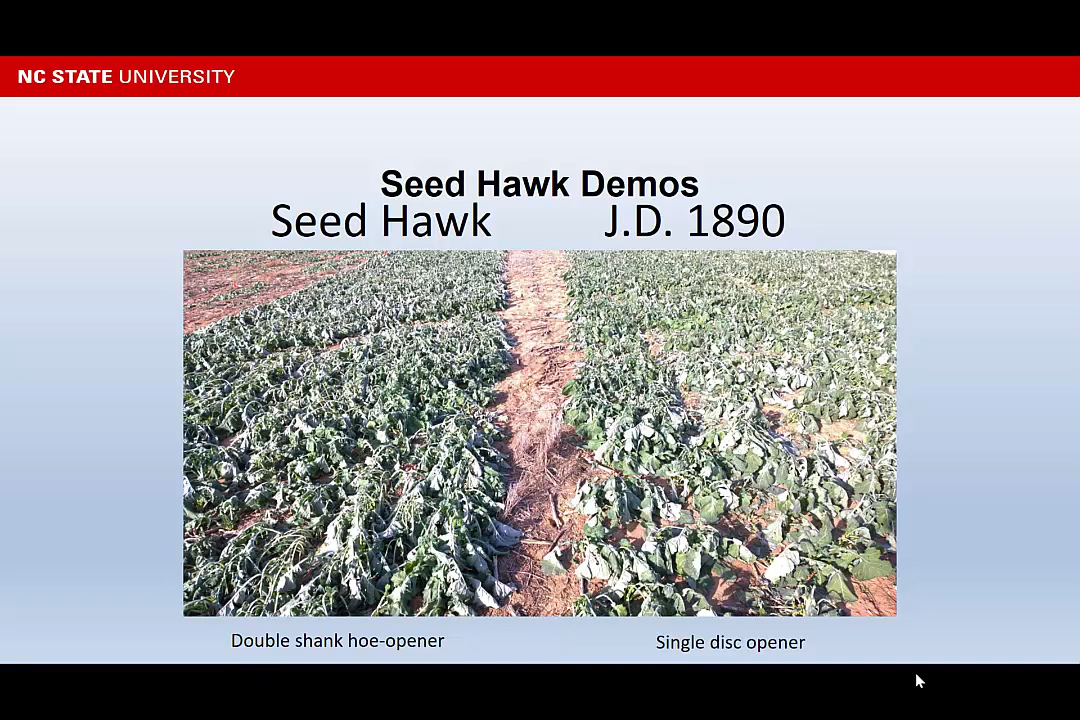 NC STATE UNIVERSITY
Seed Hawk Demos
Seed Hawk J.D. 1890
Double shank hoe-opener Single disc opener